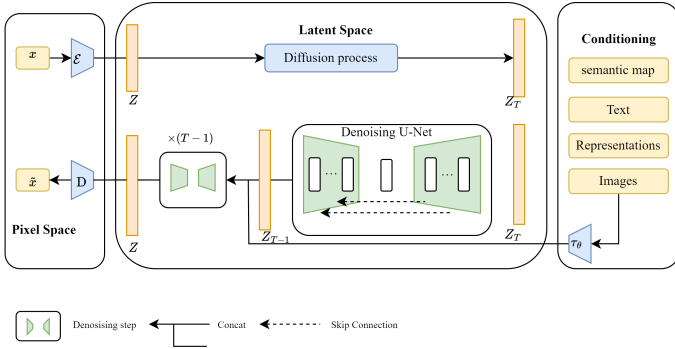 Latent Space
Conditioning
x
ℰ
Diffusion process
semantic map
Z
Z_T
Text
×(T − 1)
Denoising U-Net
Representations
x̃
D
...
...
Images
Pixel Space
Z
Z_{T−1}
Z_T
τ_θ
Denosising step
Concat
Skip Connection